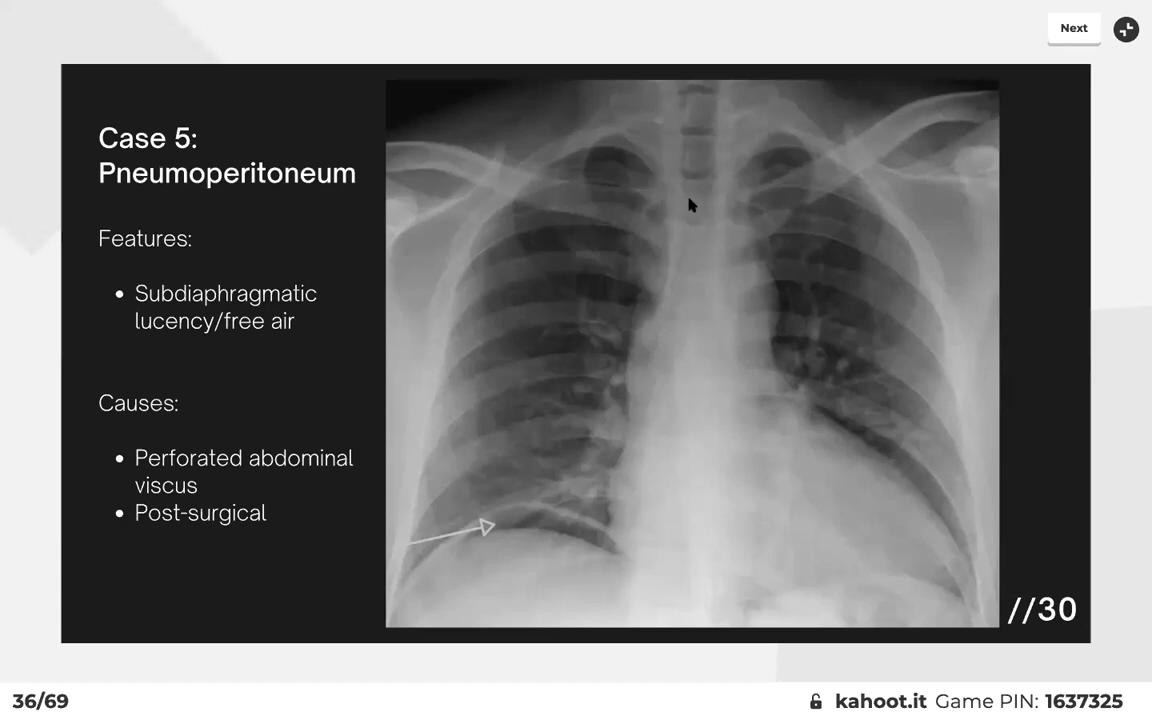 Next
Case 5:
Pneumoperitoneum
Features:
• Subdiaphragmatic
lucency/free air
Causes:
• Perforated abdominal
viscus
• Post-surgical
//30
36/69
kahoot.it Game PIN: 1637325